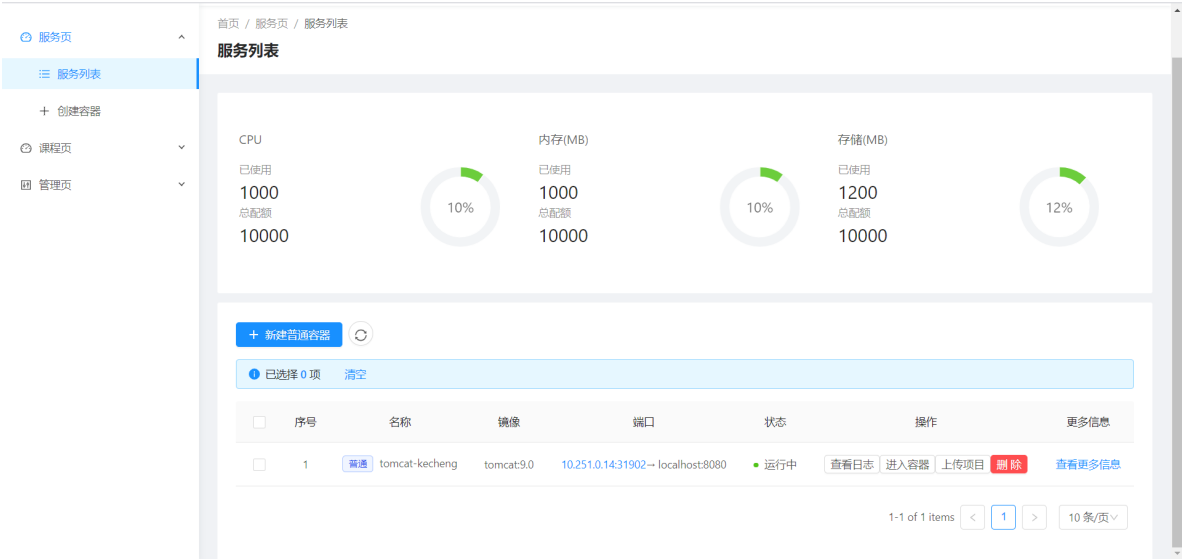 服务页
服务列表
创建容器
课程页
管理页
首页 / 服务页 / 服务列表
服务列表
CPU
已使用
1000
总配额
10000
10%
内存(MB)
已使用
1000
总配额
10000
10%
存储(MB)
已使用
1200
总配额
10000
12%
+ 新建普通容器
已选择 0 项 清空
序号 名称 镜像 端口 状态 操作 更多信息
1 普通 tomcat-kecheng tomcat:9.0 10.251.0.14:31902→ localhost:8080 运行中 查看日志 进入容器 上传项目 删 除 查看更多信息
1-1 of 1 items < 1 > 10 条/页